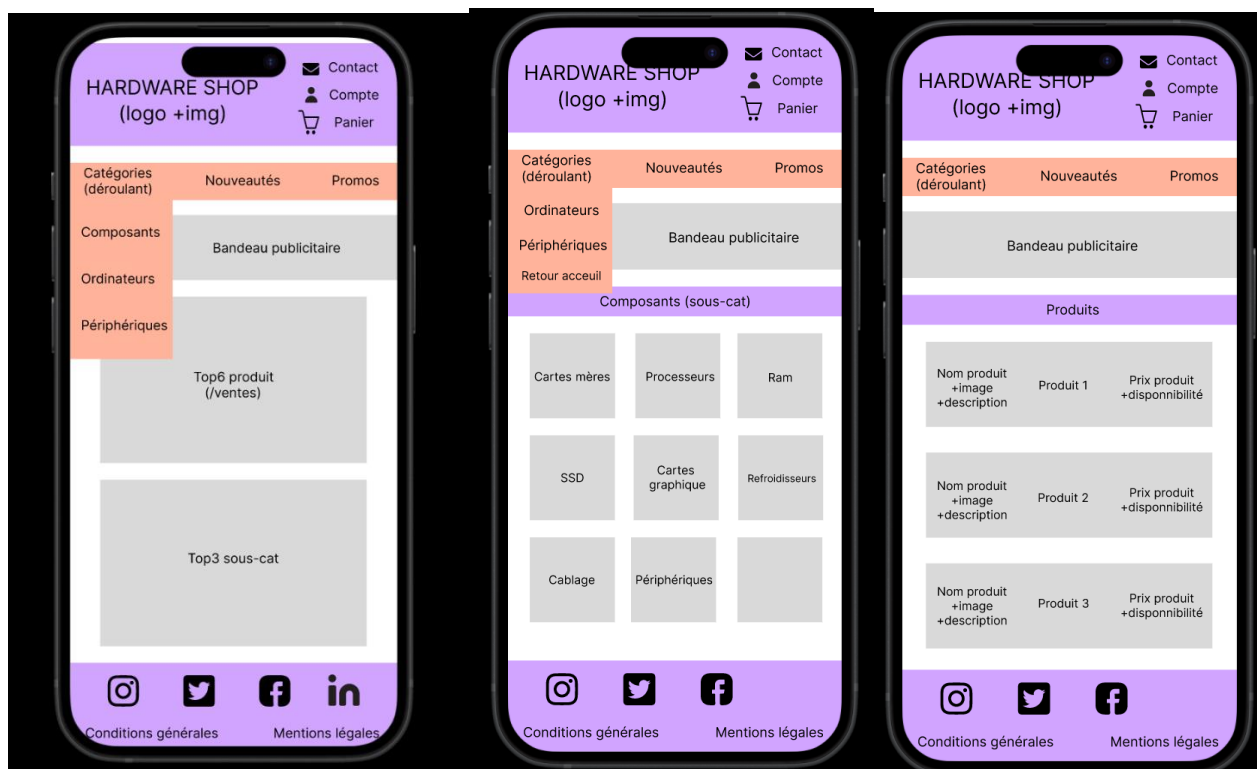 HARDWARE SHOP
(logo +img)
Contact
Compte
Panier
Catégories
(déroulant)
Nouveautés
Promos
Composants
Ordinateurs
Périphériques
Bandeau publicitaire
Top6 produit
(/ventes)
Top3 sous-cat
in
Conditions générales
Mentions légales
HARDWARE SHOP
(logo +img)
Contact
Compte
Panier
Catégories
(déroulant)
Nouveautés
Promos
Ordinateurs
Périphériques
Retour acceuil
Bandeau publicitaire
Composants (sous-cat)
Cartes mères
Processeurs
Ram
SSD
Cartes
graphique
Refroidisseurs
Cablage
Périphériques
Conditions générales
Mentions légales
HARDWARE SHOP
(logo +img)
Contact
Compte
Panier
Catégories
(déroulant)
Nouveautés
Promos
Bandeau publicitaire
Produits
Nom produit
+image
+description
Produit 1
Prix produit
+disponnibilité
Nom produit
+image
+description
Produit 2
Prix produit
+disponnibilité
Nom produit
+image
+description
Produit 3
Prix produit
+disponnibilité
Conditions générales
Mentions légales